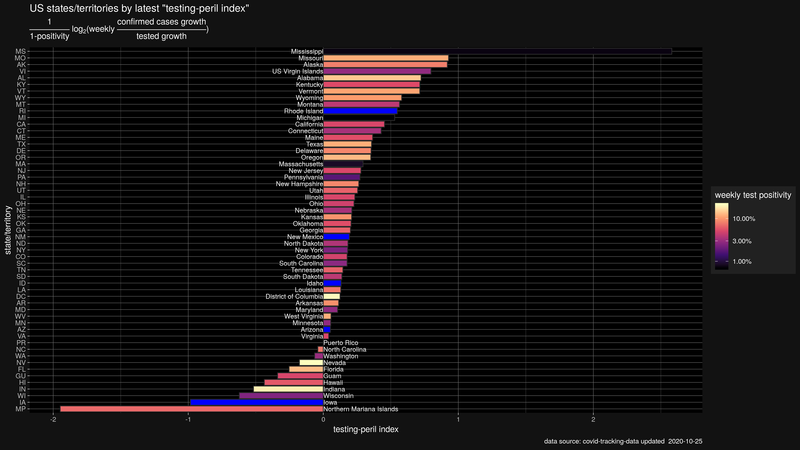 US states/territories by latest "testing-peril index"
1 confirmed cases growth
log2(weekly )
1-positivity tested growth
MS Mississippi
MO Missouri
AK Alaska
VI US Virgin Islands
AL Alabama
KY Kentucky
VT Vermont
WY Wyoming
MT Montana
RI Rhode Island
MI Michigan
CA California
CT Connecticut
ME Maine
TX Texas
DE Delaware
OR Oregon
MA Massachusetts
NJ New Jersey
PA Pennsylvania
NH New Hampshire
UT Utah
IL Illinois
OH Ohio
NE Nebraska
KS Kansas
OK Oklahoma
GA Georgia
NM New Mexico
ND North Dakota
NY New York
CO Colorado
SC South Carolina
TN Tennessee
SD South Dakota
ID Idaho
LA Louisiana
DC District of Columbia
AR Arkansas
MD Maryland
WV West Virginia
MN Minnesota
AZ Arizona
VA Virginia
PR Puerto Rico
NC North Carolina
WA Washington
NV Nevada
FL Florida
GU Guam
HI Hawaii
IN Indiana
WI Wisconsin
IA Iowa
MP Northern Mariana Islands
state/territory
-2 -1 0 1 2
testing-peril index
weekly test positivity
10.00%
3.00%
1.00%
data source: covid-tracking-data updated 2020-10-25